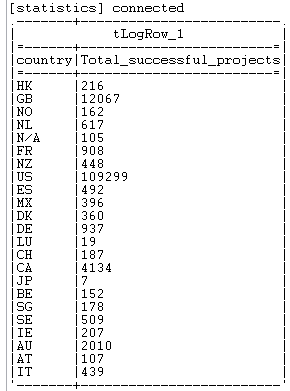 [statistics] connected
.-------+-------------------------.
|            tLogRow_1            |
|=------+------------------------=|
|country|Total_successful_projects|
|=------+------------------------=|
|HK     |216                      |
|GB     |12067                    |
|NO     |162                      |
|NL     |617                      |
|N/A    |105                      |
|FR     |908                      |
|NZ     |448                      |
|US     |109299                   |
|ES     |492                      |
|MX     |396                      |
|DK     |360                      |
|DE     |937                      |
|LU     |19                       |
|CH     |187                      |
|CA     |4134                     |
|JP     |7                        |
|BE     |152                      |
|SG     |178                      |
|SE     |509                      |
|IE     |207                      |
|AU     |2010                     |
|AT     |107                      |
|IT     |439                      |
'-------+-------------------------'